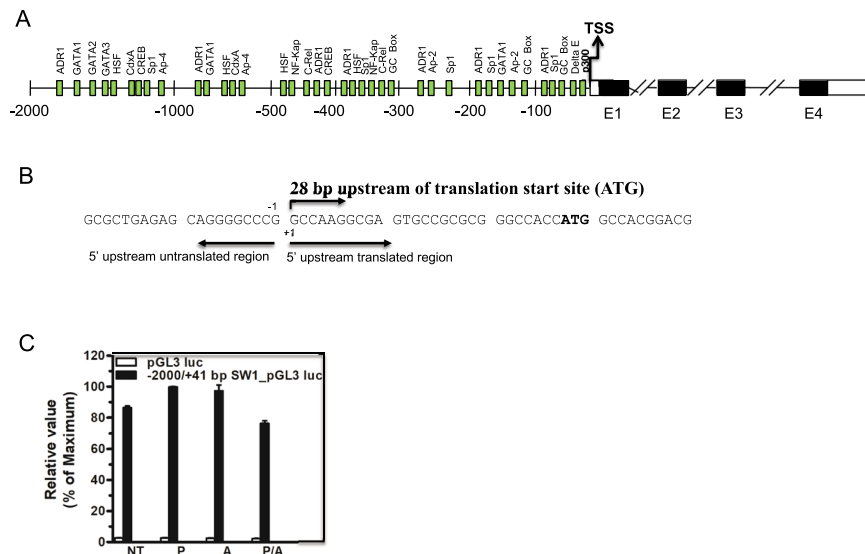 A
TSS
ADR1 GATA1 GATA2 GATA3 HSF CdxA CREB Sp1 Ap-4 ADR1 GATA1 HSF CdxA Ap-4 HSF NF-Kap C-Rel ADR1 CREB ADR1 HSF Sp1 NF-Kap C-Rel GC Box ADR1 Ap-2 Sp1 ADR1 Sp1 GATA1 Ap-2 GC Box ADR1 Sp1 GC Box Delta E p300
-2000 -1000 -500 -400 -300 -200 -100 E1 E2 E3 E4
B
28 bp upstream of translation start site (ATG)
-1
GCGCTGAGAG CAGGGGCCCG GCCAAGGCGA GTGCCGCGCG GGCCACCATG GCCACGGACG
+1
5' upstream untranslated region 5' upstream translated region
C
pGL3 luc
-2000/+41 bp SW1_pGL3 luc
Relative value
(% of Maximum)
120
100
80
60
40
20
0
NT P A P/A